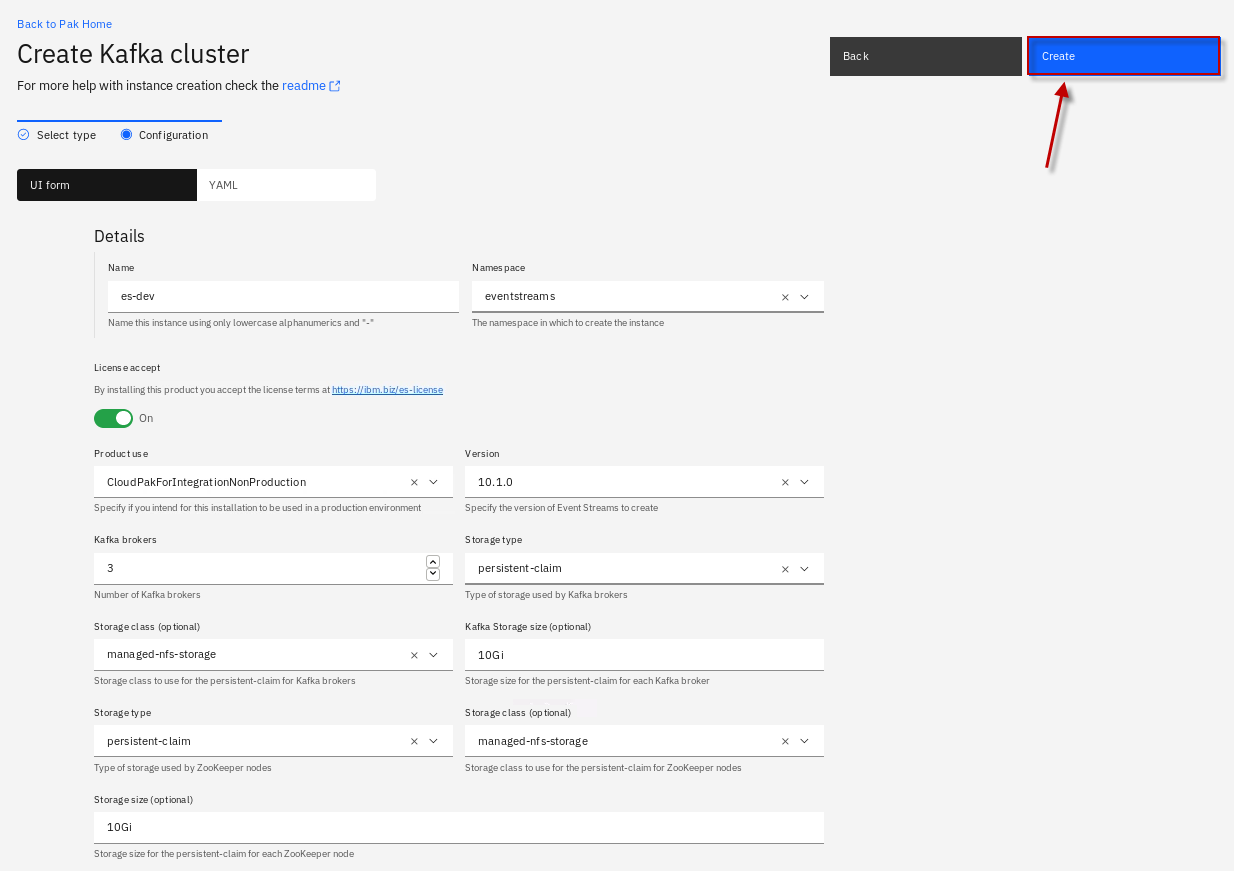 Back to Pak Home
Create Kafka cluster
Back
Create
For more help with instance creation check the readme
Select type
Configuration
UI form
YAML
Details
Name
Namespace
es-dev
eventstreams
Name this instance using only lowercase alphanumerics and "-"
The namespace in which to create the instance
License accept
By installing this product you accept the license terms at https://ibm.biz/es-license
On
Product use
Version
CloudPakForIntegrationNonProduction
10.1.0
Specify if you intend for this installation to be used in a production environment
Specify the version of Event Streams to create
Kafka brokers
Storage type
3
persistent-claim
Number of Kafka brokers
Type of storage used by Kafka brokers
Storage class (optional)
Kafka Storage size (optional)
managed-nfs-storage
10Gi
Storage class to use for the persistent-claim for Kafka brokers
Storage size for the persistent-claim for each Kafka broker
Storage type
Storage class (optional)
persistent-claim
managed-nfs-storage
Type of storage used by ZooKeeper nodes
Storage class to use for the persistent-claim for ZooKeeper nodes
Storage size (optional)
10Gi
Storage size for the persistent-claim for each ZooKeeper node